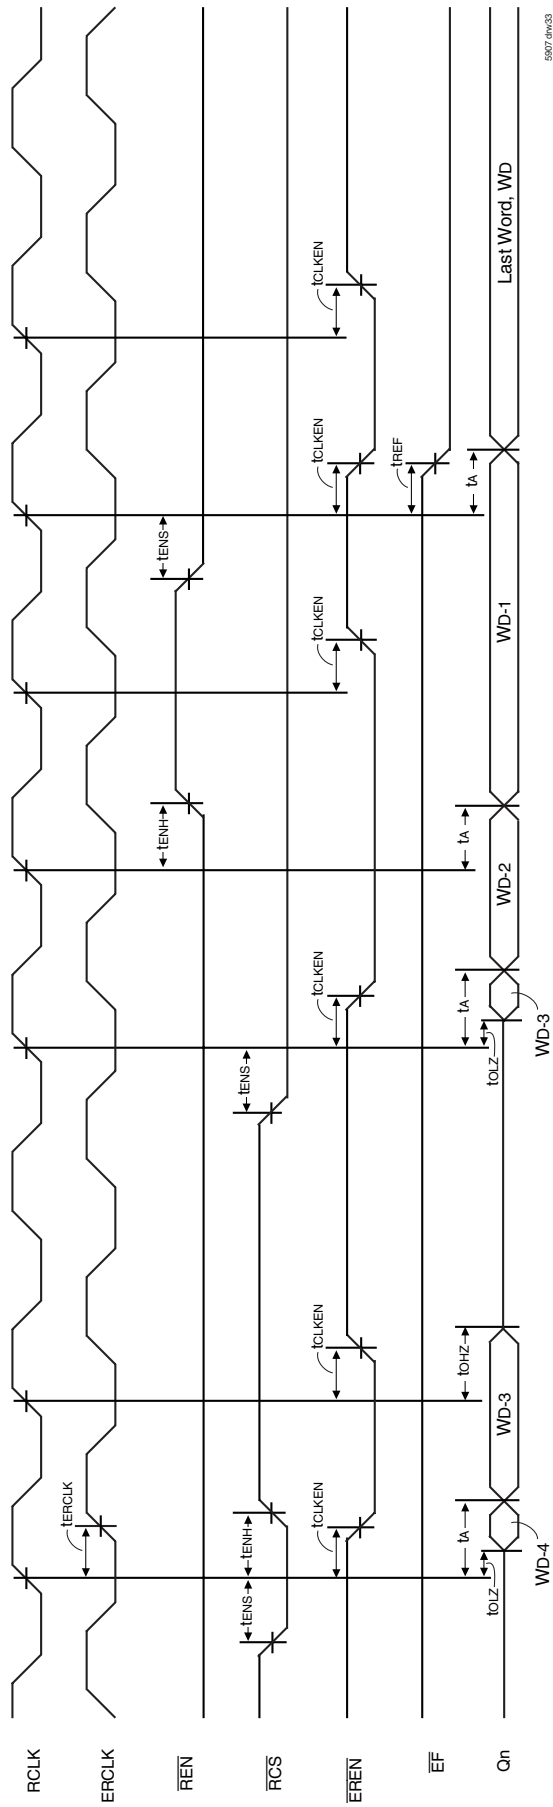 RCLK
ERCLK
tERCLK
REN
tENH
tENS
RCS
tENS
tENH
tENS
EREN
tCLKEN
tCLKEN
tCLKEN
tCLKEN
tCLKEN
tCLKEN
EF
tREF
Qn
tOLZ
tA
WD-4
WD-3
tOHZ
tOLZ
tA
WD-3
WD-2
tA
WD-1
tA
Last Word, WD
5907 drw33